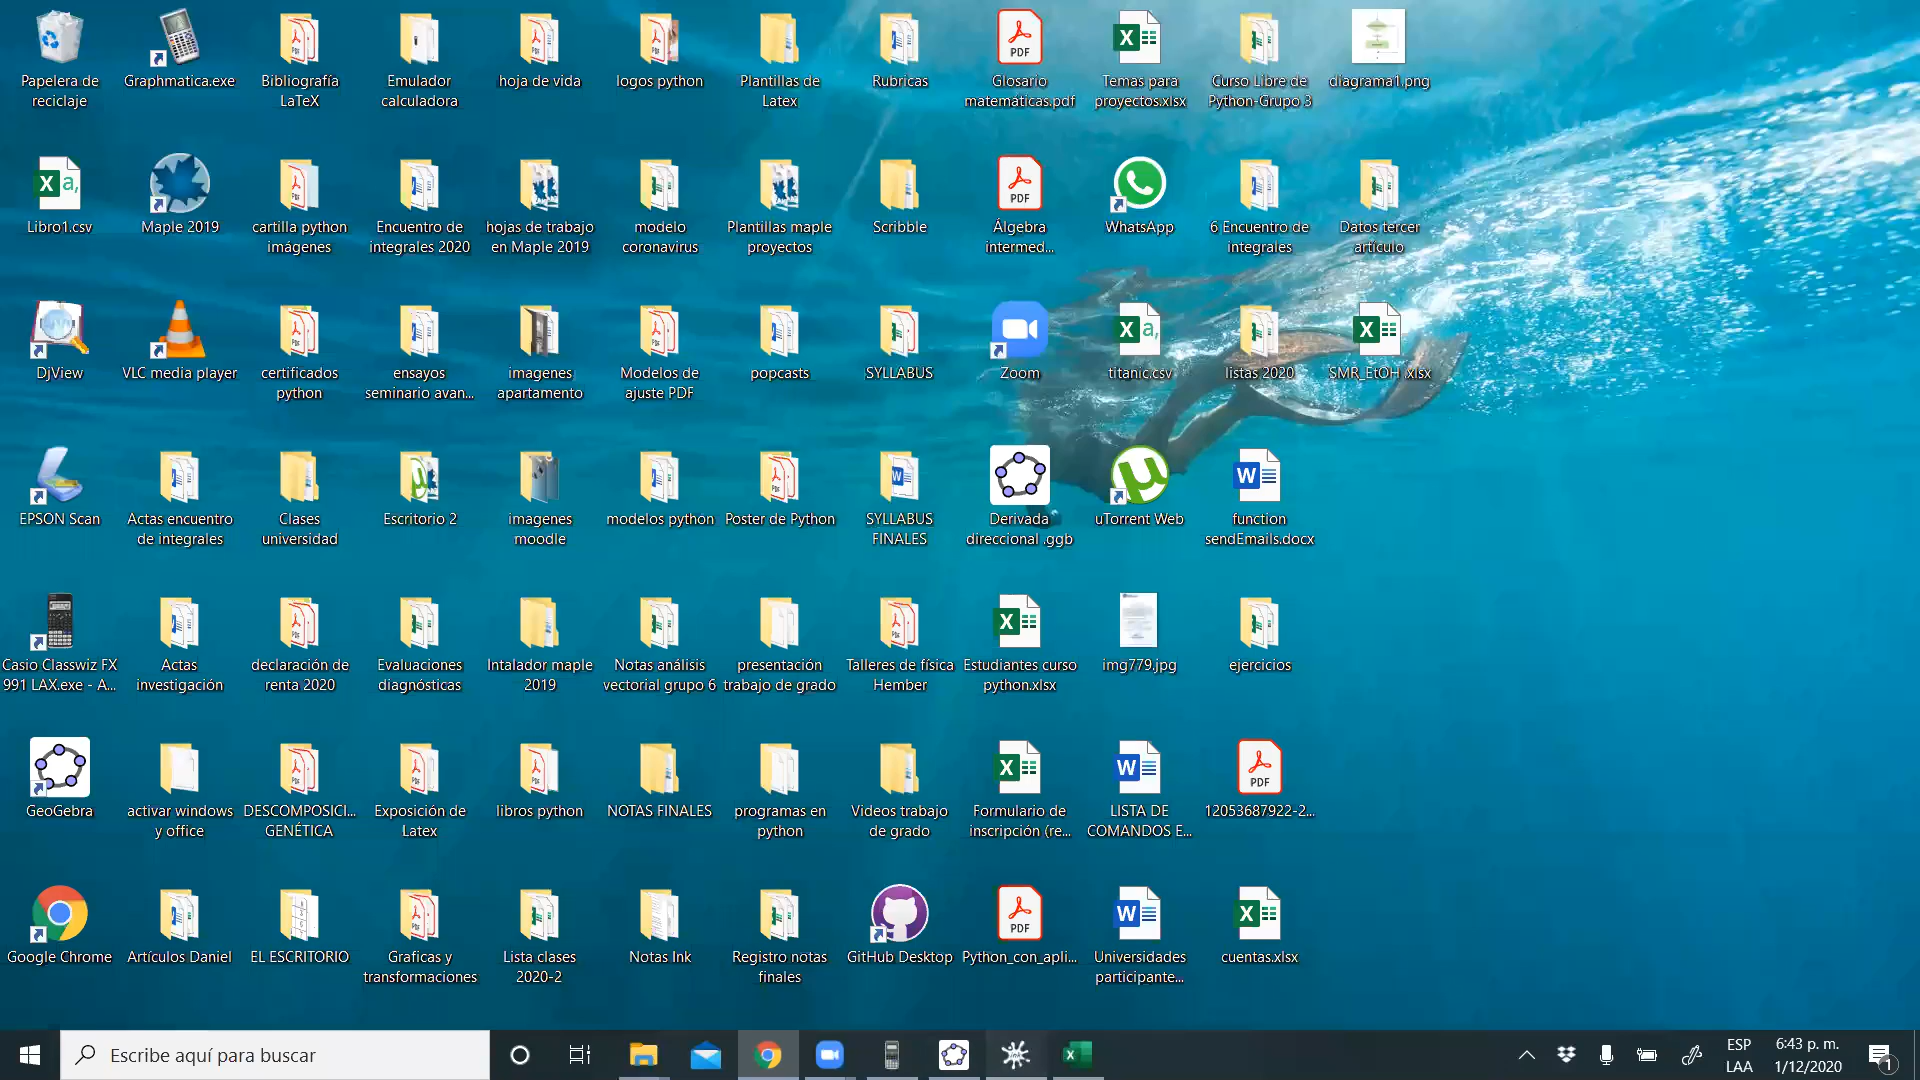 Papelera de
reciclaje
Graphmatica.exe
Bibliografía
LaTeX
Emulador
calculadora
hoja de vida
logos python
Plantillas de
Latex
Rubricas
Glosario
matemáticas.pdf
Temas para
proyectos.xlsx
Curso Libre de
Python-Grupo 3
diagrama1.png
Libro1.csv
Maple 2019
cartilla python
imágenes
Encuentro de
integrales 2020
hojas de trabajo
en Maple 2019
modelo
coronavirus
Plantillas maple
proyectos
Scribble
Álgebra
intermed...
WhatsApp
6 Encuentro de
integrales
Datos tercer
artículo
DjView
VLC media player
certificados
python
ensayos
seminario avan...
imagenes
apartamento
Modelos de
ajuste PDF
popcasts
SYLLABUS
Zoom
titanic.csv
listas 2020
SMR_EtOH .xlsx
EPSON Scan
Actas encuentro
de integrales
Clases
universidad
Escritorio 2
imagenes
moodle
modelos python
Poster de Python
SYLLABUS
FINALES
Derivada
direccional .ggb
uTorrent Web
function
sendEmails.docx
Casio Classwiz FX
991 LAX.exe - A...
Actas
investigación
declaración de
renta 2020
Evaluaciones
diagnósticas
Intalador maple
2019
Notas análisis
vectorial grupo 6
presentación
trabajo de grado
Talleres de física
Hember
Estudiantes curso
python.xlsx
img779.jpg
ejercicios
GeoGebra
activar windows
y office
DESCOMPOSICI...
GENÉTICA
Exposición de
Latex
libros python
NOTAS FINALES
programas en
python
Videos trabajo
de grado
Formulario de
inscripción (re...
LISTA DE
COMANDOS E...
12053687922-2...
Google Chrome
Artículos Daniel
EL ESCRITORIO
Graficas y
transformaciones
Lista clases
2020-2
Notas Ink
Registro notas
finales
GitHub Desktop
Python_con_apli...
Universidades
participante...
cuentas.xlsx
Escribe aquí para buscar
ESP
LAA
6:43 p. m.
1/12/2020
1